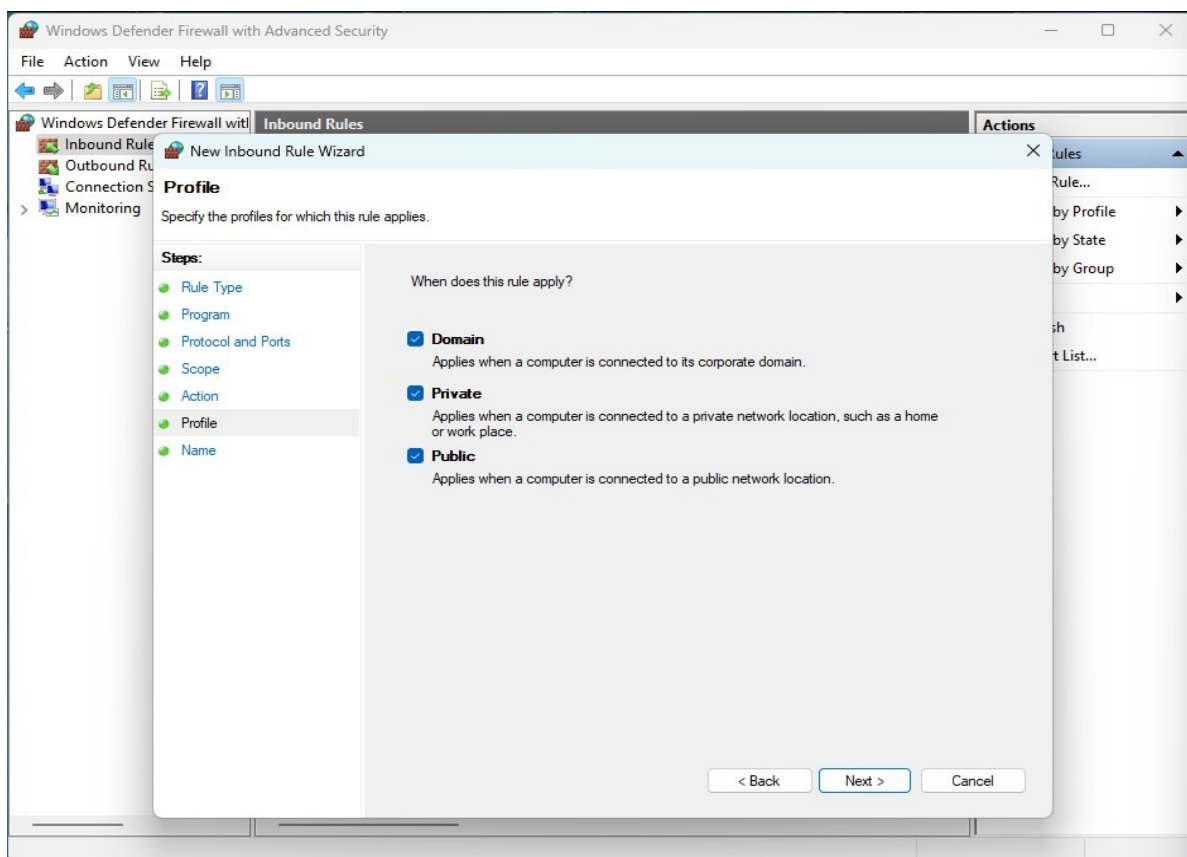 Windows Defender Firewall with Advanced Security
File Action View Help
Windows Defender Firewall with
Inbound Rule
Outbound Ru
Connection S
Monitoring
Inbound Rules
Actions
Rules
Rule...
by Profile
by State
by Group
sh
t List...
New Inbound Rule Wizard
Profile
Specify the profiles for which this rule applies.
Steps:
Rule Type
Program
Protocol and Ports
Scope
Action
Profile
Name
When does this rule apply?
Domain
Applies when a computer is connected to its corporate domain.
Private
Applies when a computer is connected to a private network location, such as a home
or work place.
Public
Applies when a computer is connected to a public network location.
< Back Next > Cancel